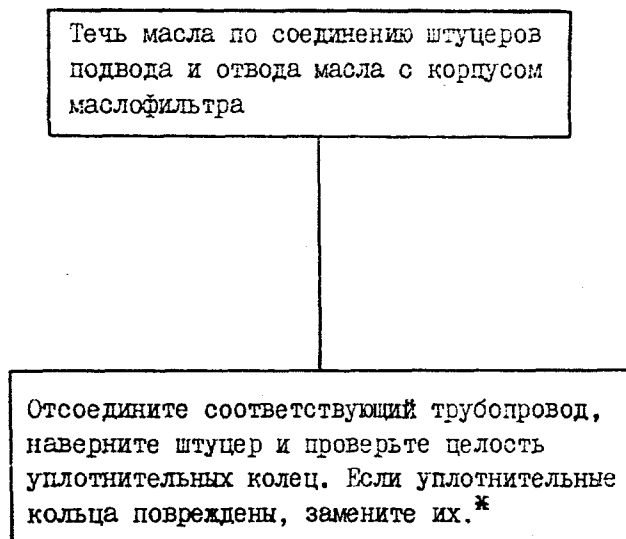 Течь масла по соединению штуцеров
подвода и отвода масла с корпусом
маслофильтра
Отсоедините соответствующий трубопровод,
наверните штуцер и проверьте целость
уплотнительных колец. Если уплотнительные
кольца повреждены, замените их.*